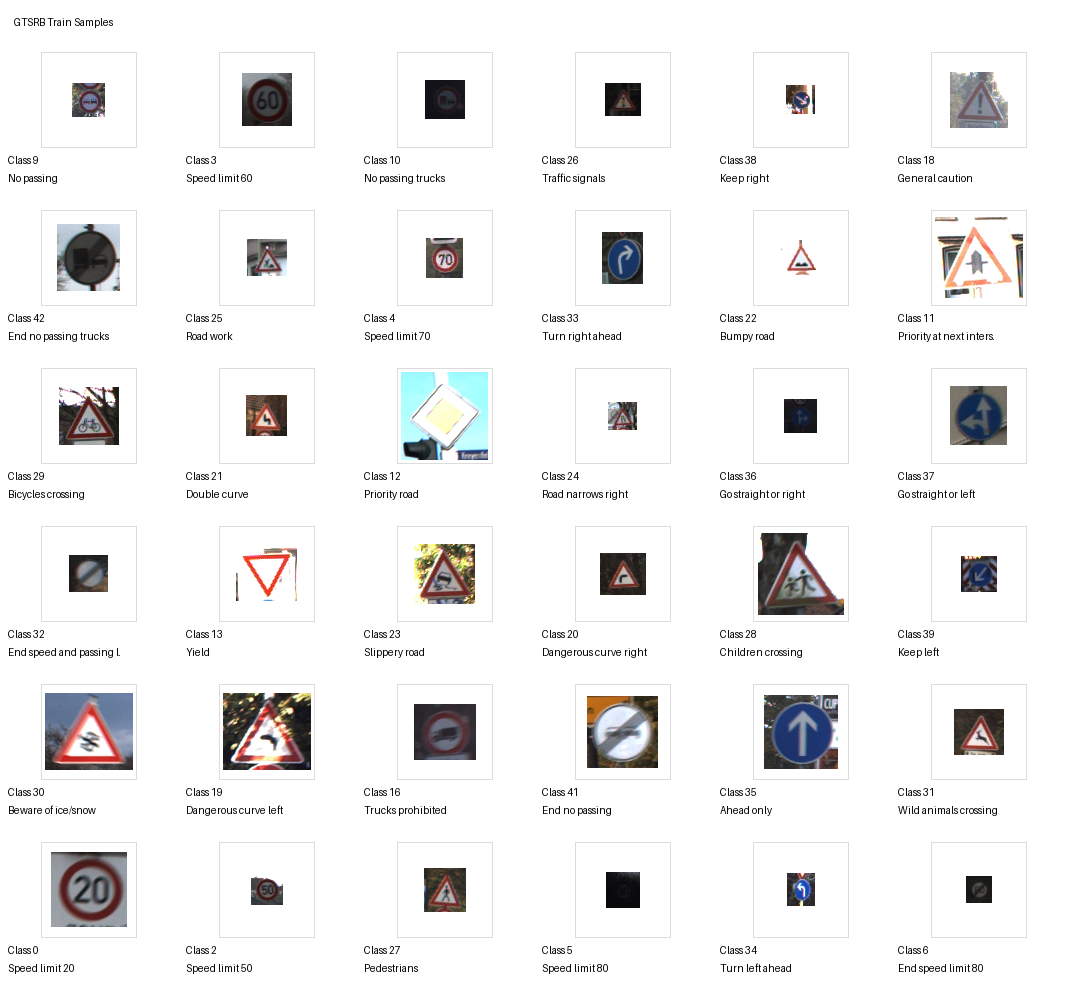 GTSRB Train Samples
60
Class 9
Class 3
Class 10
Class 26
Class 38
Class 18
No passing
Speed limit 60
No passing trucks
Traffic signals
Keep right
General caution
70
Class 42
Class 25
Class 4
Class 33
Class 22
Class 11
End no passing trucks
Road work
Speed limit 70
Turn right ahead
Bumpy road
Priority at next inters.
Class 29
Class 21
Class 12
Class 24
Class 36
Class 37
Bicycles crossing
Double curve
Priority road
Road narrows right
Go straight or right
Go straight or left
Class 32
Class 13
Class 23
Class 20
Class 28
Class 39
End speed and passing l.
Yield
Slippery road
Dangerous curve right
Children crossing
Keep left
CUP
Class 30
Class 19
Class 16
Class 41
Class 35
Class 31
Beware of ice/snow
Dangerous curve left
Trucks prohibited
End no passing
Ahead only
Wild animals crossing
20
50
Class 0
Class 2
Class 27
Class 5
Class 34
Class 6
Speed limit 20
Speed limit 50
Pedestrians
Speed limit 80
Turn left ahead
End speed limit 80